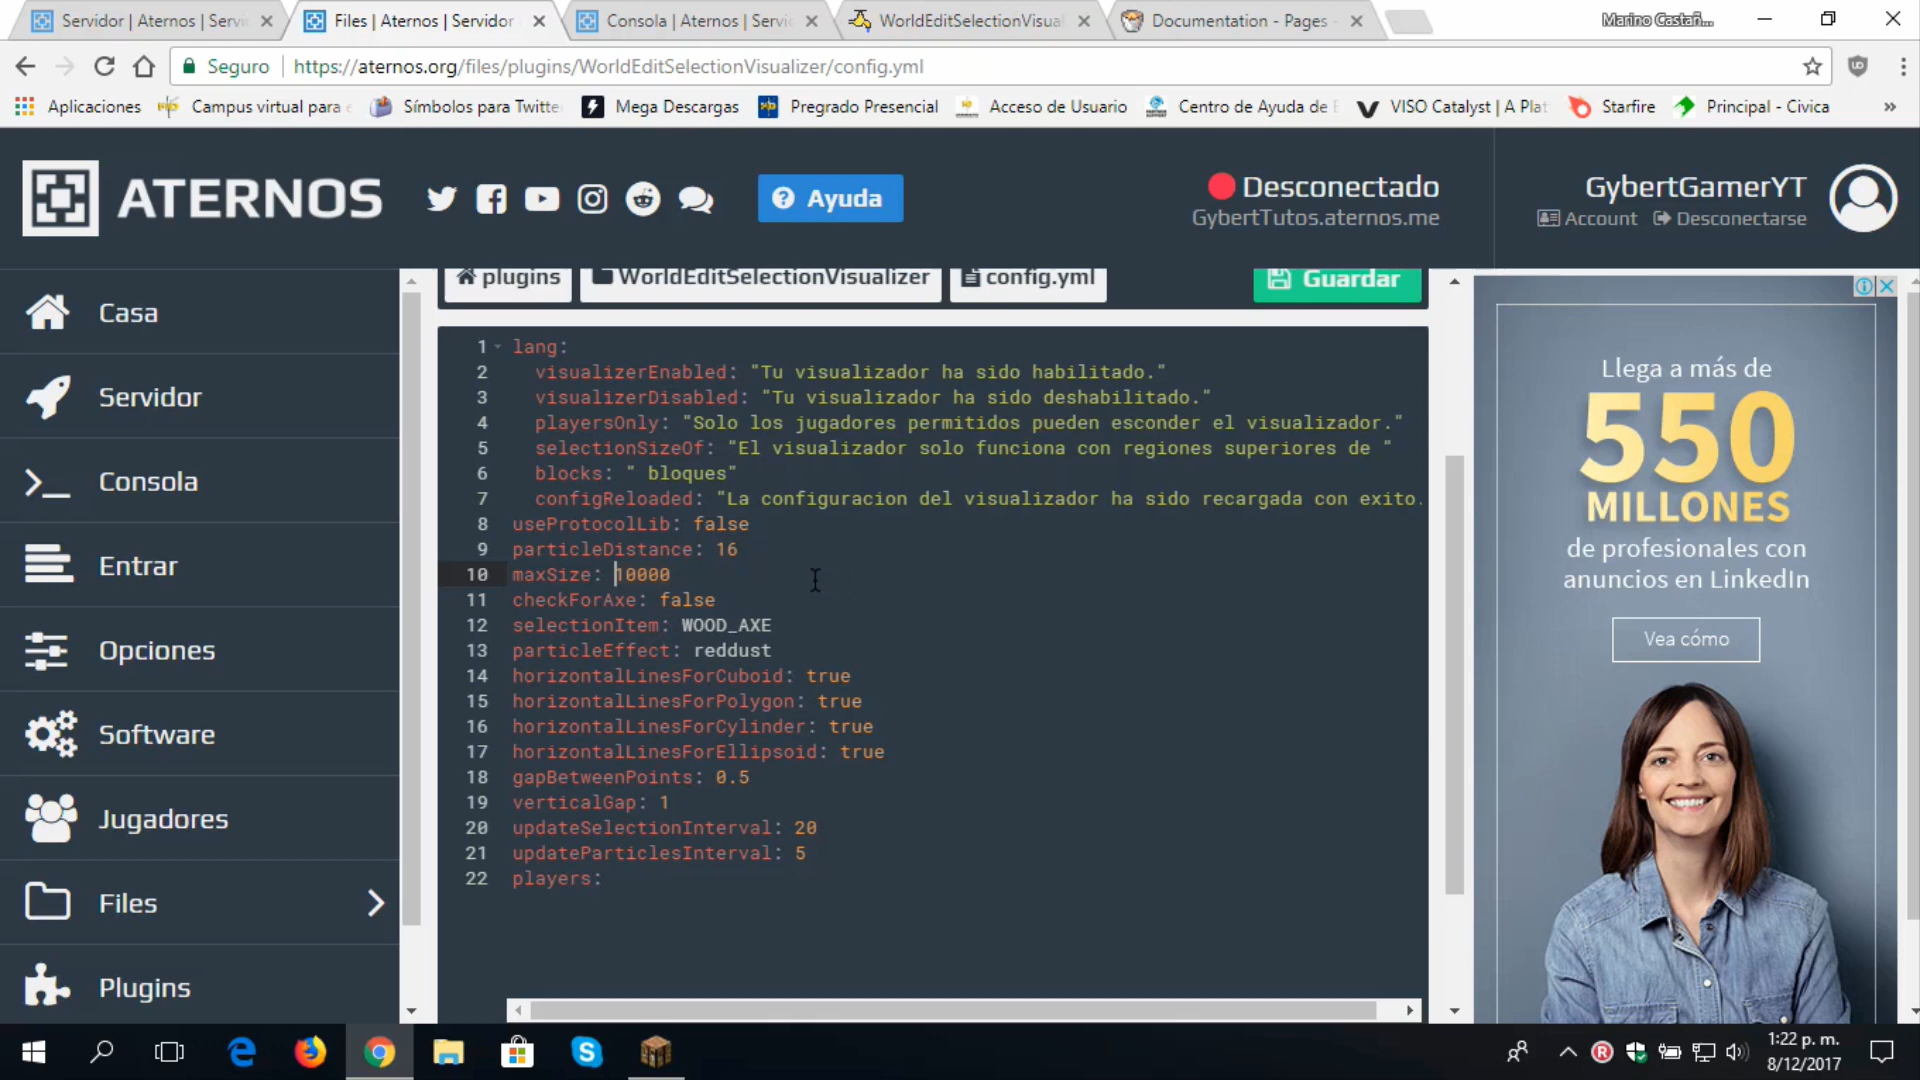 Servidor | Aternos | Servi
Files | Aternos | Servidor
Consola | Aternos | Servi
WorldEditSelectionVisual
Documentation - Pages -
Marino Castañ...
Seguro
https://aternos.org/files/plugins/WorldEditSelectionVisualizer/config.yml
Aplicaciones
Campus virtual para e
Símbolos para Twitte
Mega Descargas
Pregrado Presencial
Acceso de Usuario
Centro de Ayuda de E
VISO Catalyst | A Plat
Starfire
Principal - Civica
»
ATERNOS
Ayuda
Desconectado
GybertTutos.aternos.me
GybertGamerYT
Account
Desconectarse
Casa
Servidor
Consola
Entrar
Opciones
Software
Jugadores
Files
Plugins
plugins
WorldEditSelectionVisualizer
config.yml
Guardar
1 lang:
2 visualizerEnabled: "Tu visualizador ha sido habilitado."
3 visualizerDisabled: "Tu visualizador ha sido deshabilitado."
4 playersOnly: "Solo los jugadores permitidos pueden esconder el visualizador."
5 selectionSizeOf: "El visualizador solo funciona con regiones superiores de "
6 blocks: " bloques"
7 configReloaded: "La configuracion del visualizador ha sido recargada con exito.
8 useProtocolLib: false
9 particleDistance: 16
10 maxSize: 10000
11 checkForAxe: false
12 selectionItem: WOOD_AXE
13 particleEffect: reddust
14 horizontalLinesForCuboid: true
15 horizontalLinesForPolygon: true
16 horizontalLinesForCylinder: true
17 horizontalLinesForEllipsoid: true
18 gapBetweenPoints: 0.5
19 verticalGap: 1
20 updateSelectionInterval: 20
21 updateParticlesInterval: 5
22 players:
Llega a más de
550
MILLONES
de profesionales con
anuncios en LinkedIn
Vea cómo
1:22 p. m.
8/12/2017